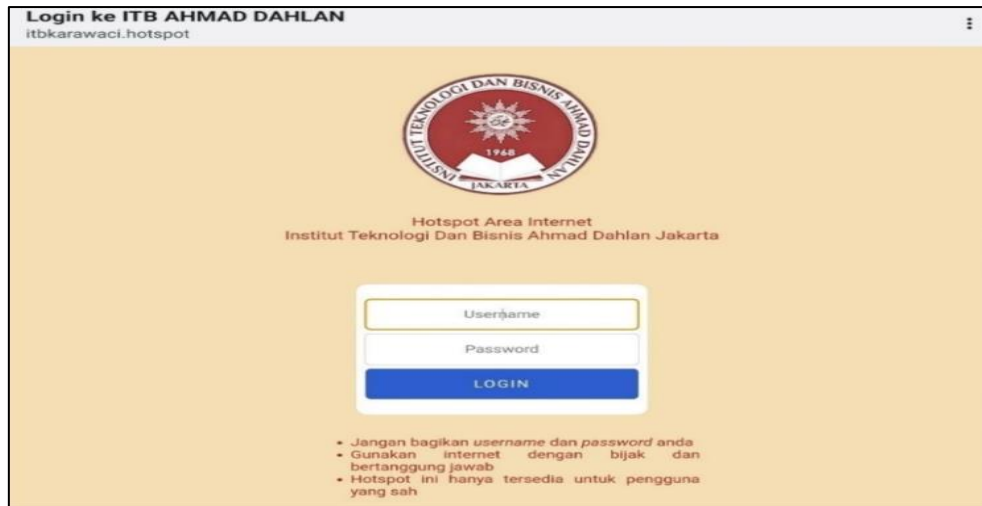 Login ke ITB AHMAD DAHLAN
itbkarawaci.hotspot
INSTITUT TEKNOLOGI DAN BISNIS AHMAD DAHLAN
1968
JAKARTA
Hotspot Area Internet
Institut Teknologi Dan Bisnis Ahmad Dahlan Jakarta
Username
Password
LOGIN
• Jangan bagikan username dan password anda
• Gunakan internet dengan bijak dan
bertanggung jawab
• Hotspot ini hanya tersedia untuk pengguna
yang sah